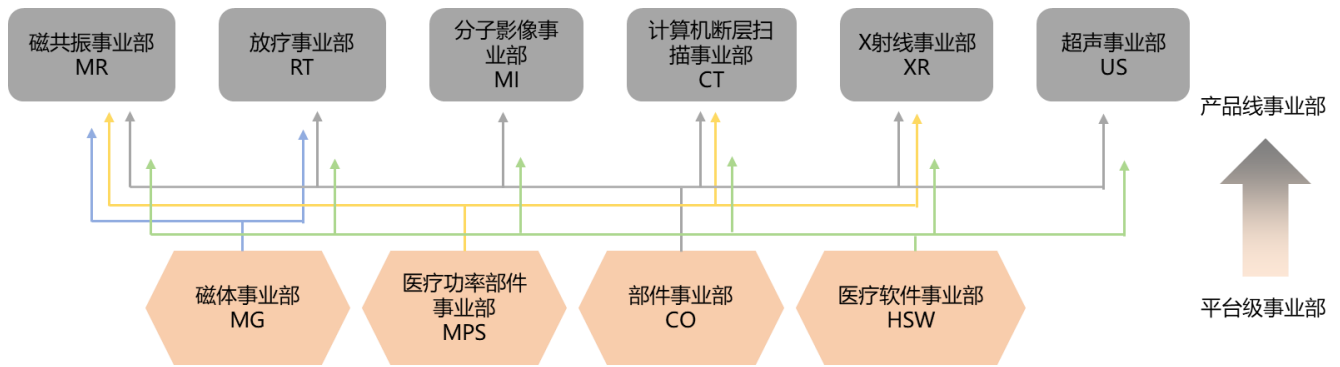 磁共振事业部
MR
放疗事业部
RT
分子影像事
业部
MI
计算机断层扫
描事业部
CT
X射线事业部
XR
超声事业部
US
产品线事业部
磁体事业部
MG
医疗功率部件
事业部
MPS
部件事业部
CO
医疗软件事业部
HSW
平台级事业部